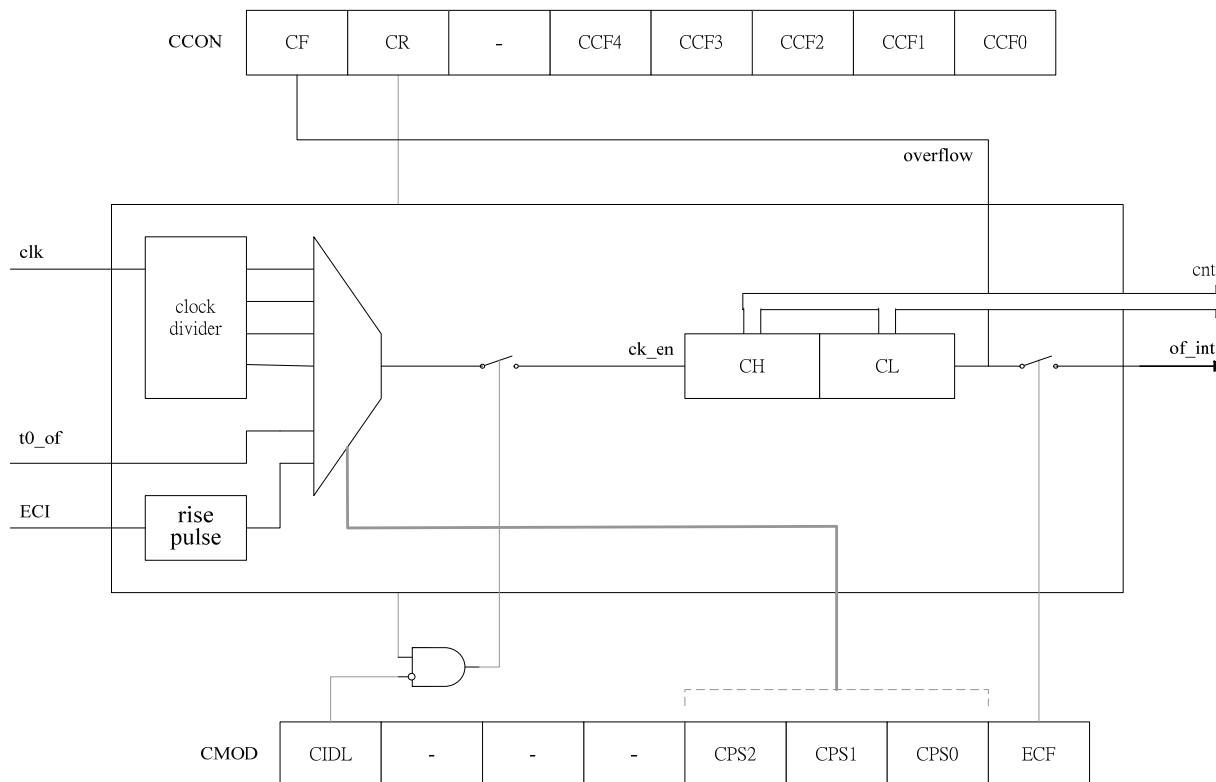 CCON CF CR - CCF4 CCF3 CCF2 CCF1 CCF0
overflow
clk
cnt
clock
divider
ck_en
CH CL
of_int
t0_of
ECI
rise
pulse
CMOD CIDL - - - CPS2 CPS1 CPS0 ECF